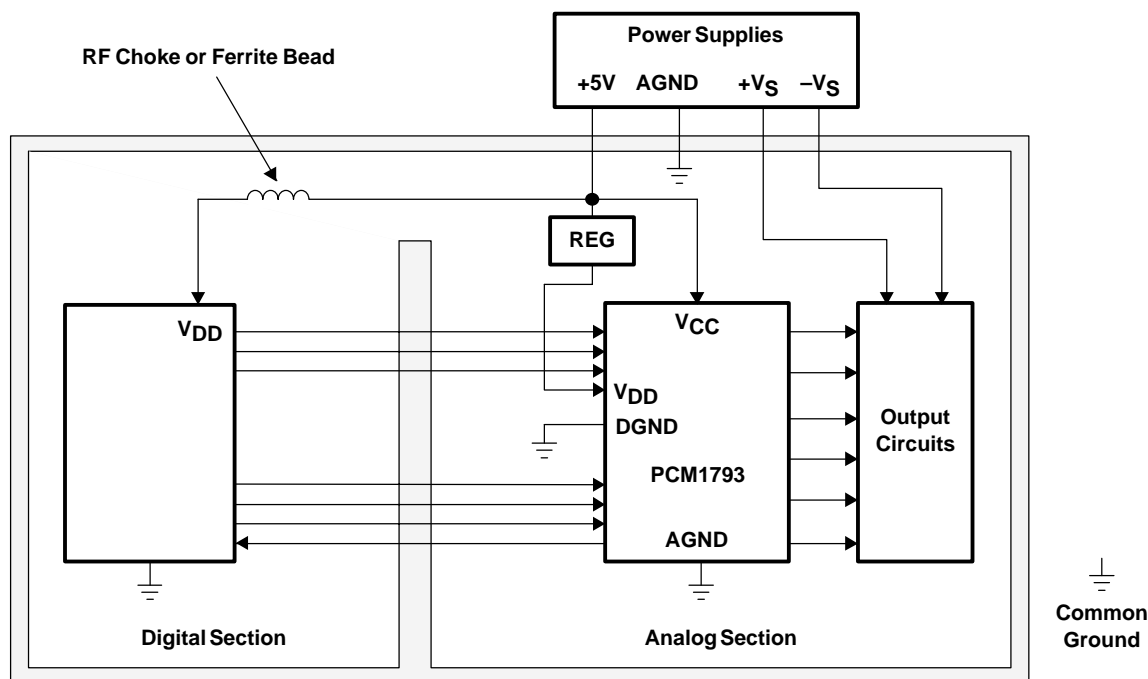 Power Supplies
+5V AGND +VS –VS
RF Choke or Ferrite Bead
REG
VDD
VCC
VDD
DGND
PCM1793
AGND
Output
Circuits
Digital Section
Analog Section
Common
Ground